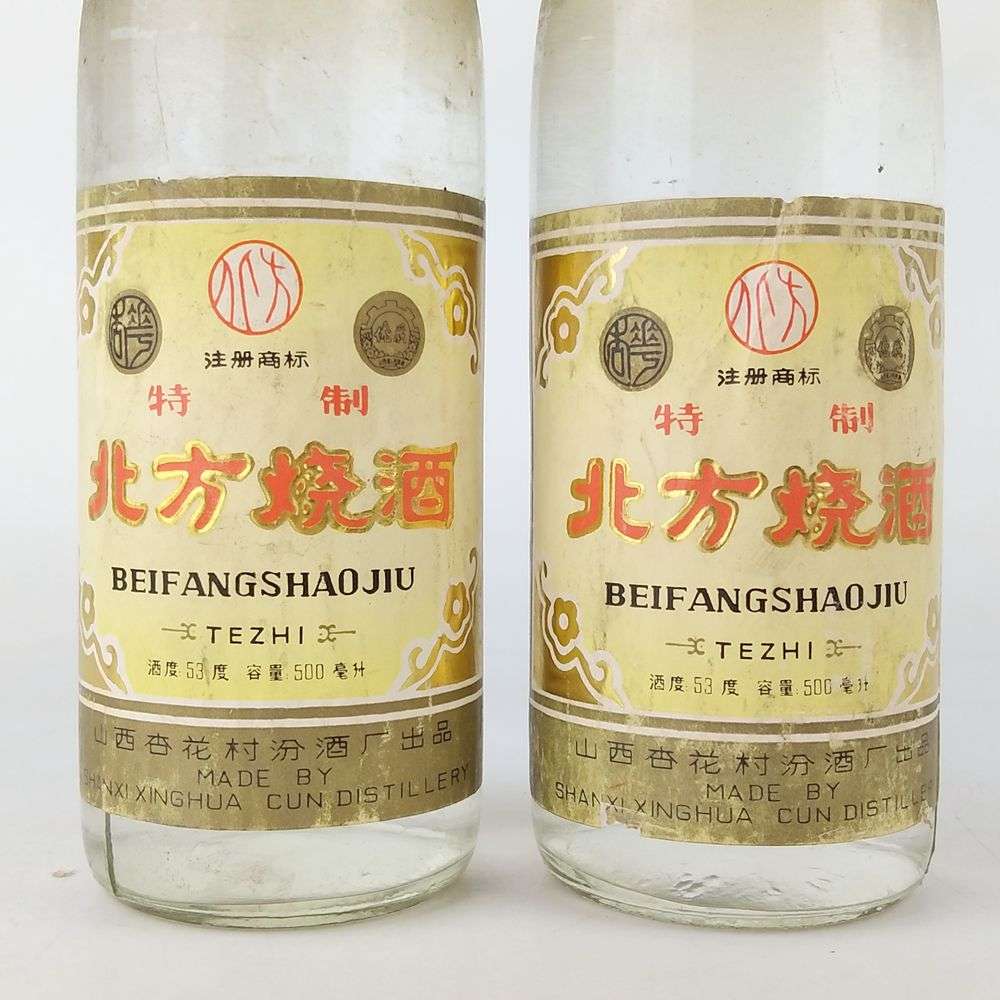 北方
注册商标
特制
北方烧酒
BEIFANGSHAOJIU
TEZHI
酒度:53度 容量:500毫升
山西杏花村汾酒厂出品
MADE BY
SHANXI XINGHUA CUN DISTILLERY
北方
注册商标
特制
北方烧酒
BEIFANGSHAOJIU
TEZHI
酒度:53度 容量:500毫升
山西杏花村汾酒厂出品
MADE BY
SHANXI XINGHUA CUN DISTILLE